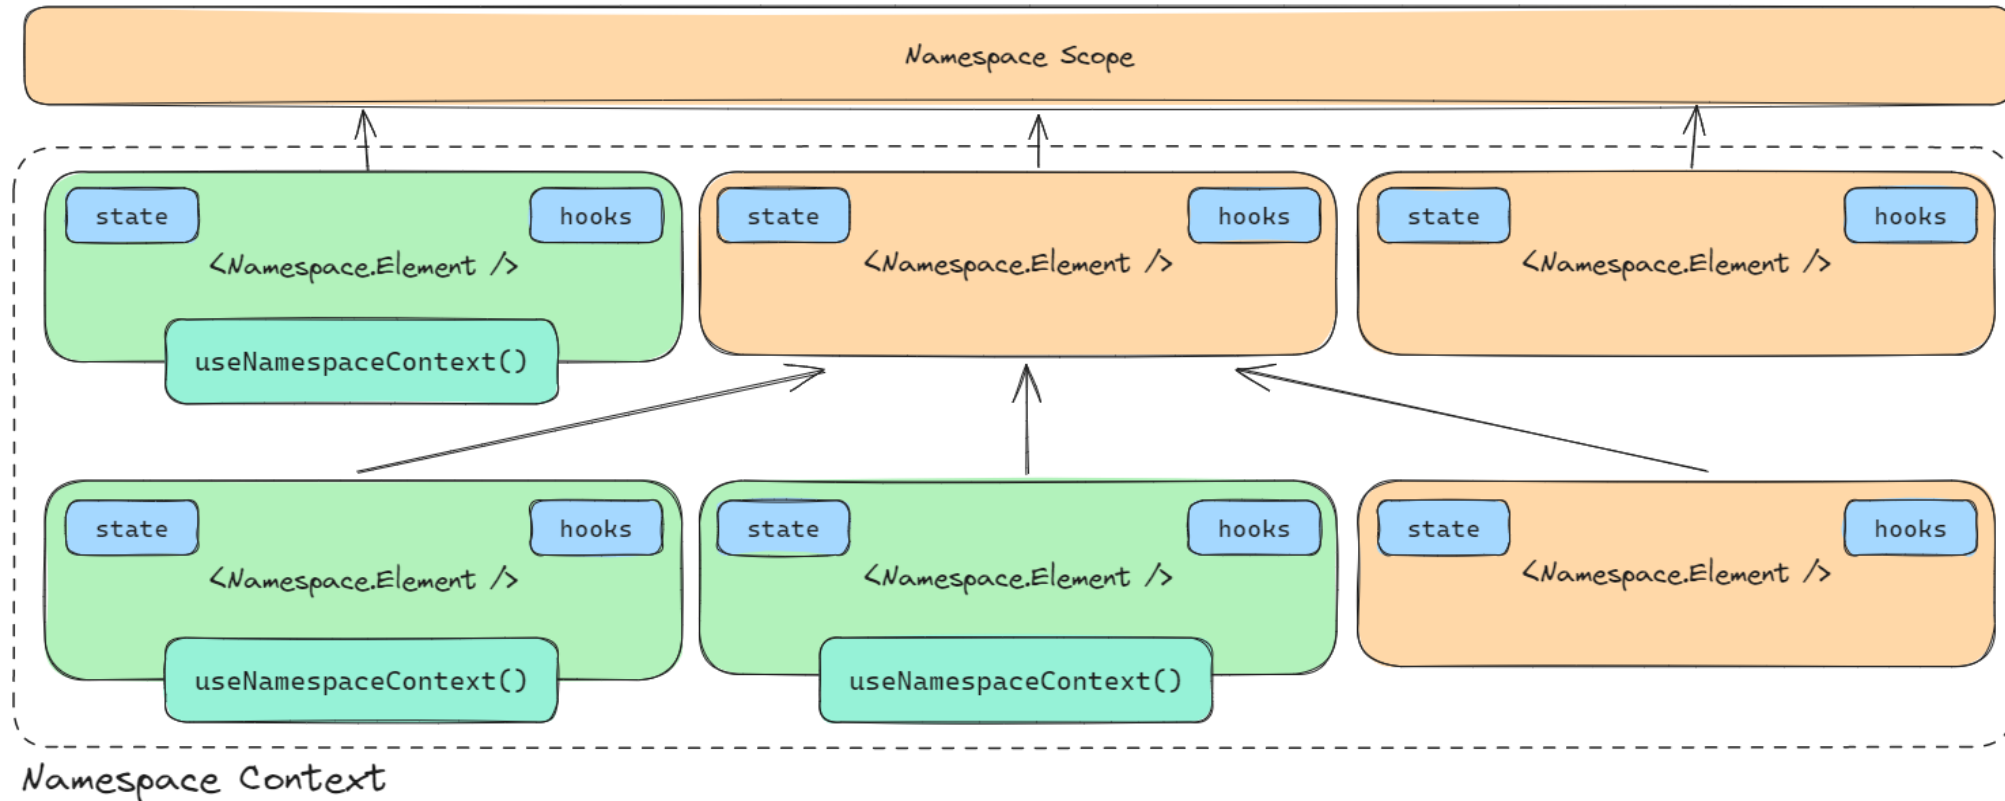 Namespace Scope
state
hooks
<Namespace.Element />
useNamespaceContext()
state
hooks
<Namespace.Element />
state
hooks
<Namespace.Element />
state
hooks
<Namespace.Element />
useNamespaceContext()
state
hooks
<Namespace.Element />
useNamespaceContext()
state
hooks
<Namespace.Element />
Namespace Context